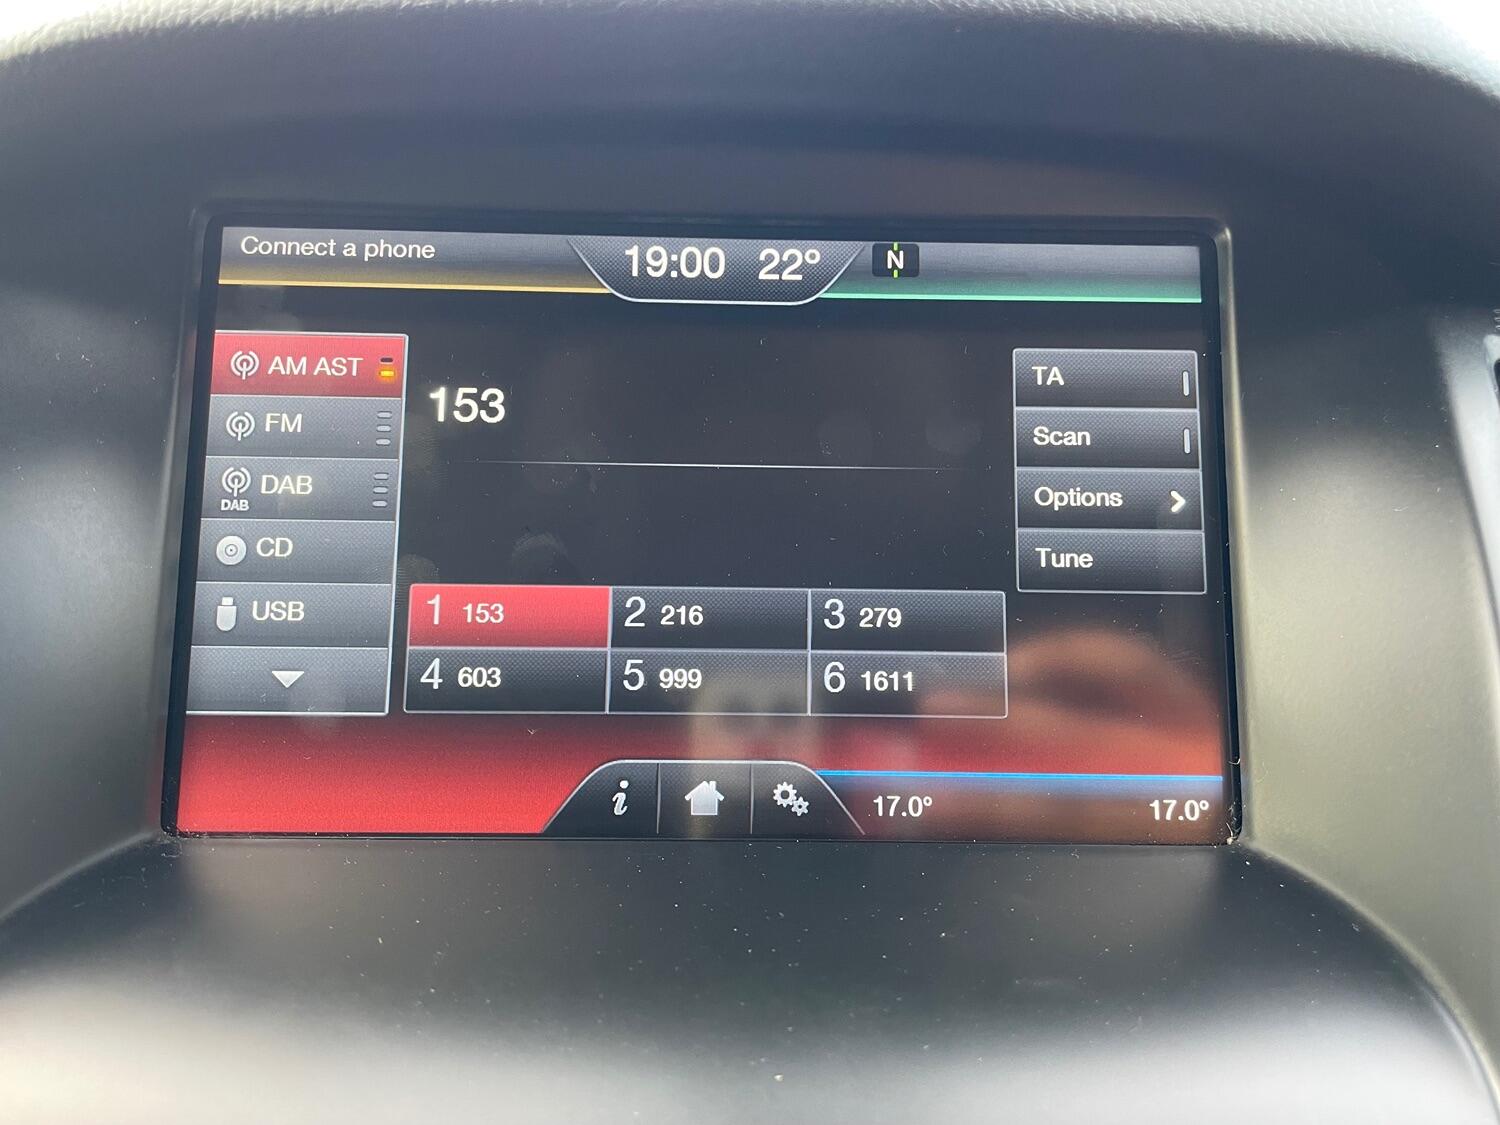 Connect a phone
19:00 22° N
AM AST
FM
DAB
DAB
CD
USB
153
TA
Scan
Options
Tune
1 153
2 216
3 279
4 603
5 999
6 1611
i
17.0° 17.0°